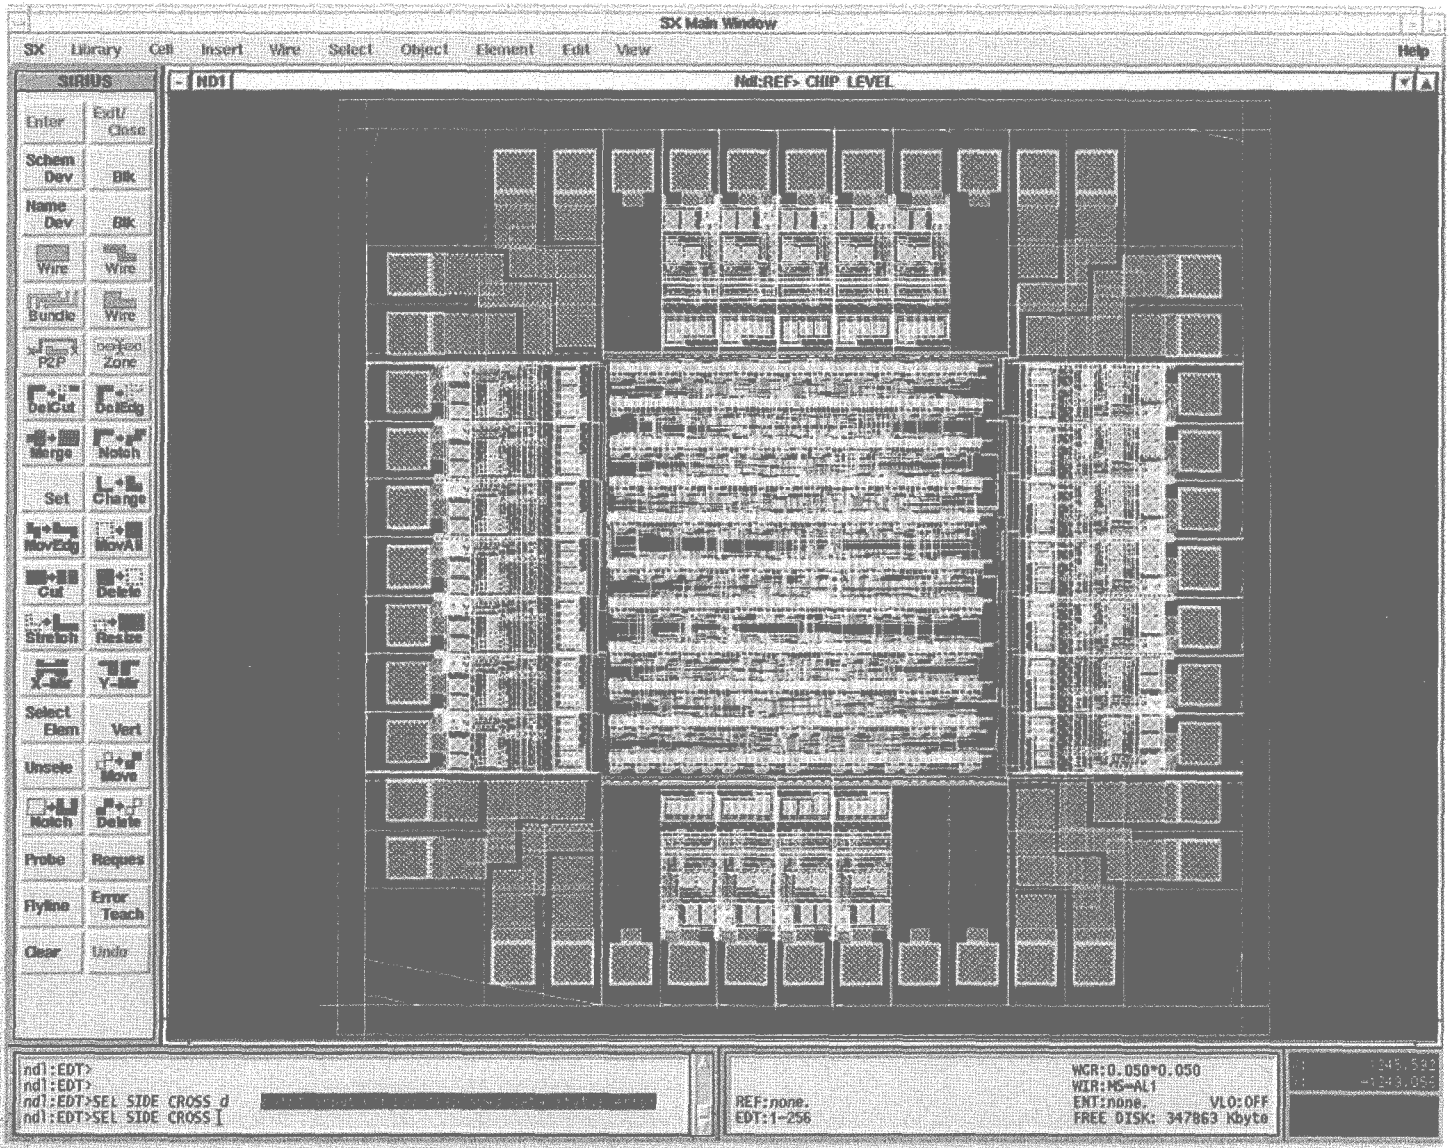 SX Main Window
SX Library Cell Insert Wire Select Object Element Edit View Help
SIRIUS
- ND1 Ndl:REF> CHIP LEVEL
Enter Exit/
Close
Schem
Dev Blk
Name
Dev Blk
Wire Wire
Bundle Wire
P2P Zone
DelCut DelEdg
Merge Notch
Set Change
MovEdg MovAll
Cut Delete
Stretch Resize
X-Mir Y-Mir
Select
Elem Vert
Unsele Move
Notch Delete
Probe Reques
Flyline Error
Teach
Clear Undo
ndl:EDT>
ndl:EDT>
ndl:EDT>SEL SIDE CROSS d
ndl:EDT>SEL SIDE CROSS
REF:none.
EDT:1-256
WGR:0.050*0.050
WIR:MS-AL1
ENT:none. VLO:OFF
FREE DISK: 347863 Kbyte